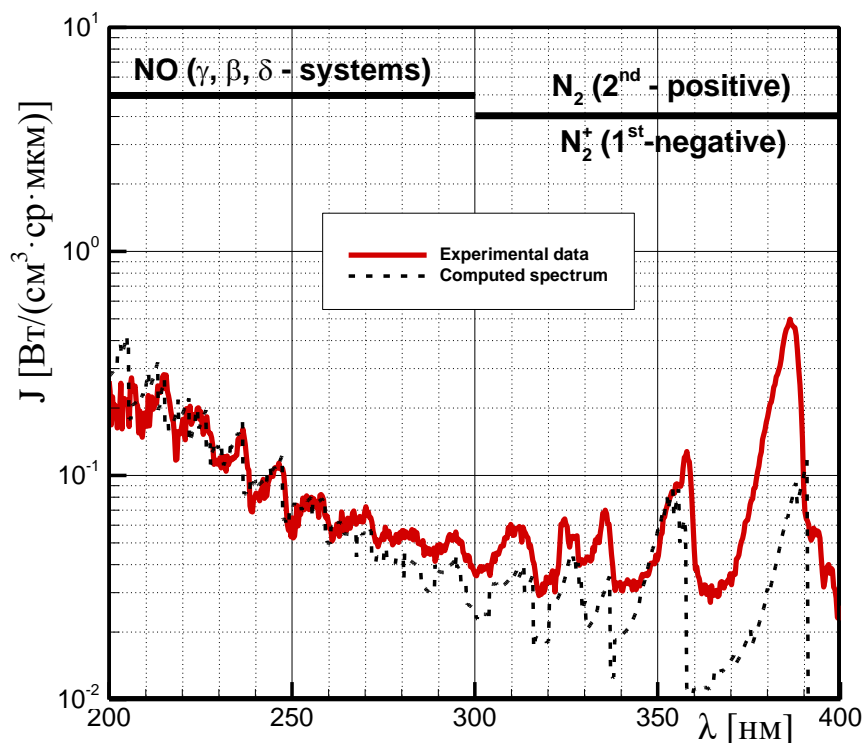 10¹
NO (γ, β, δ - systems)
N₂ (2ⁿᵈ - positive)
N₂⁺ (1ˢᵗ-negative)
J [Вт/(см³·ср·мкм)]
10⁰
Experimental data
Computed spectrum
10⁻¹
10⁻²
200 250 300 350 400
λ [нм]